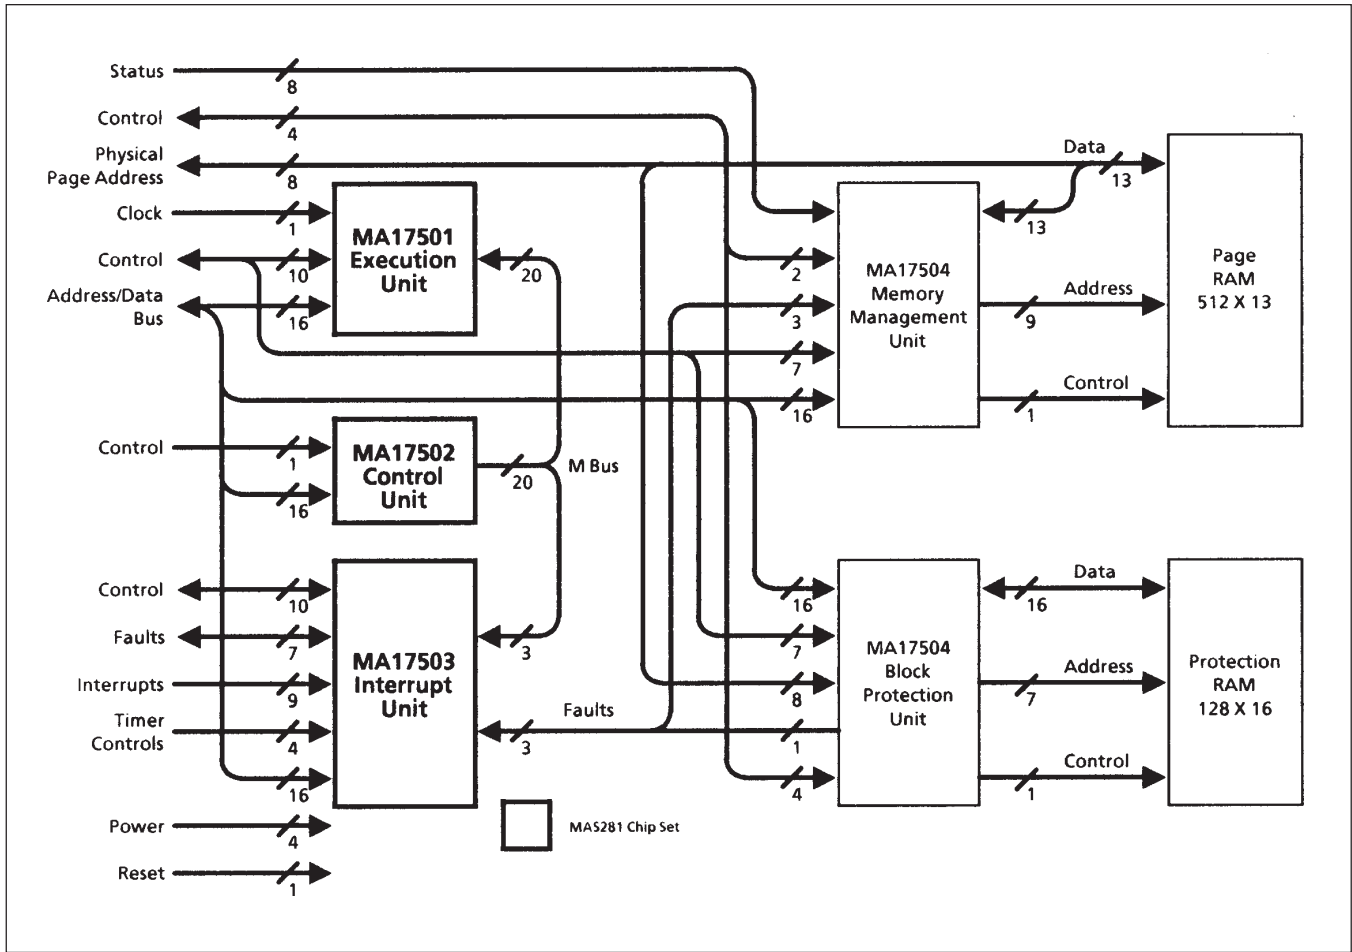 Status
8
Control
4
Physical
Page Address
8
Clock
1
Control
10
Address/Data
Bus
16
MA17501
Execution
Unit
20
Control
1
16
MA17502
Control
Unit
20
M Bus
Control
10
Faults
7
Interrupts
9
Timer
Controls
4
16
MA17503
Interrupt
Unit
3
Faults
3
Power
4
Reset
1
MAS281 Chip Set
2
3
7
16
MA17504
Memory
Management
Unit
Data
13
13
Address
9
Control
1
Page
RAM
512 X 13
16
7
8
1
4
MA17504
Block
Protection
Unit
Data
16
Address
7
Control
1
Protection
RAM
128 X 16